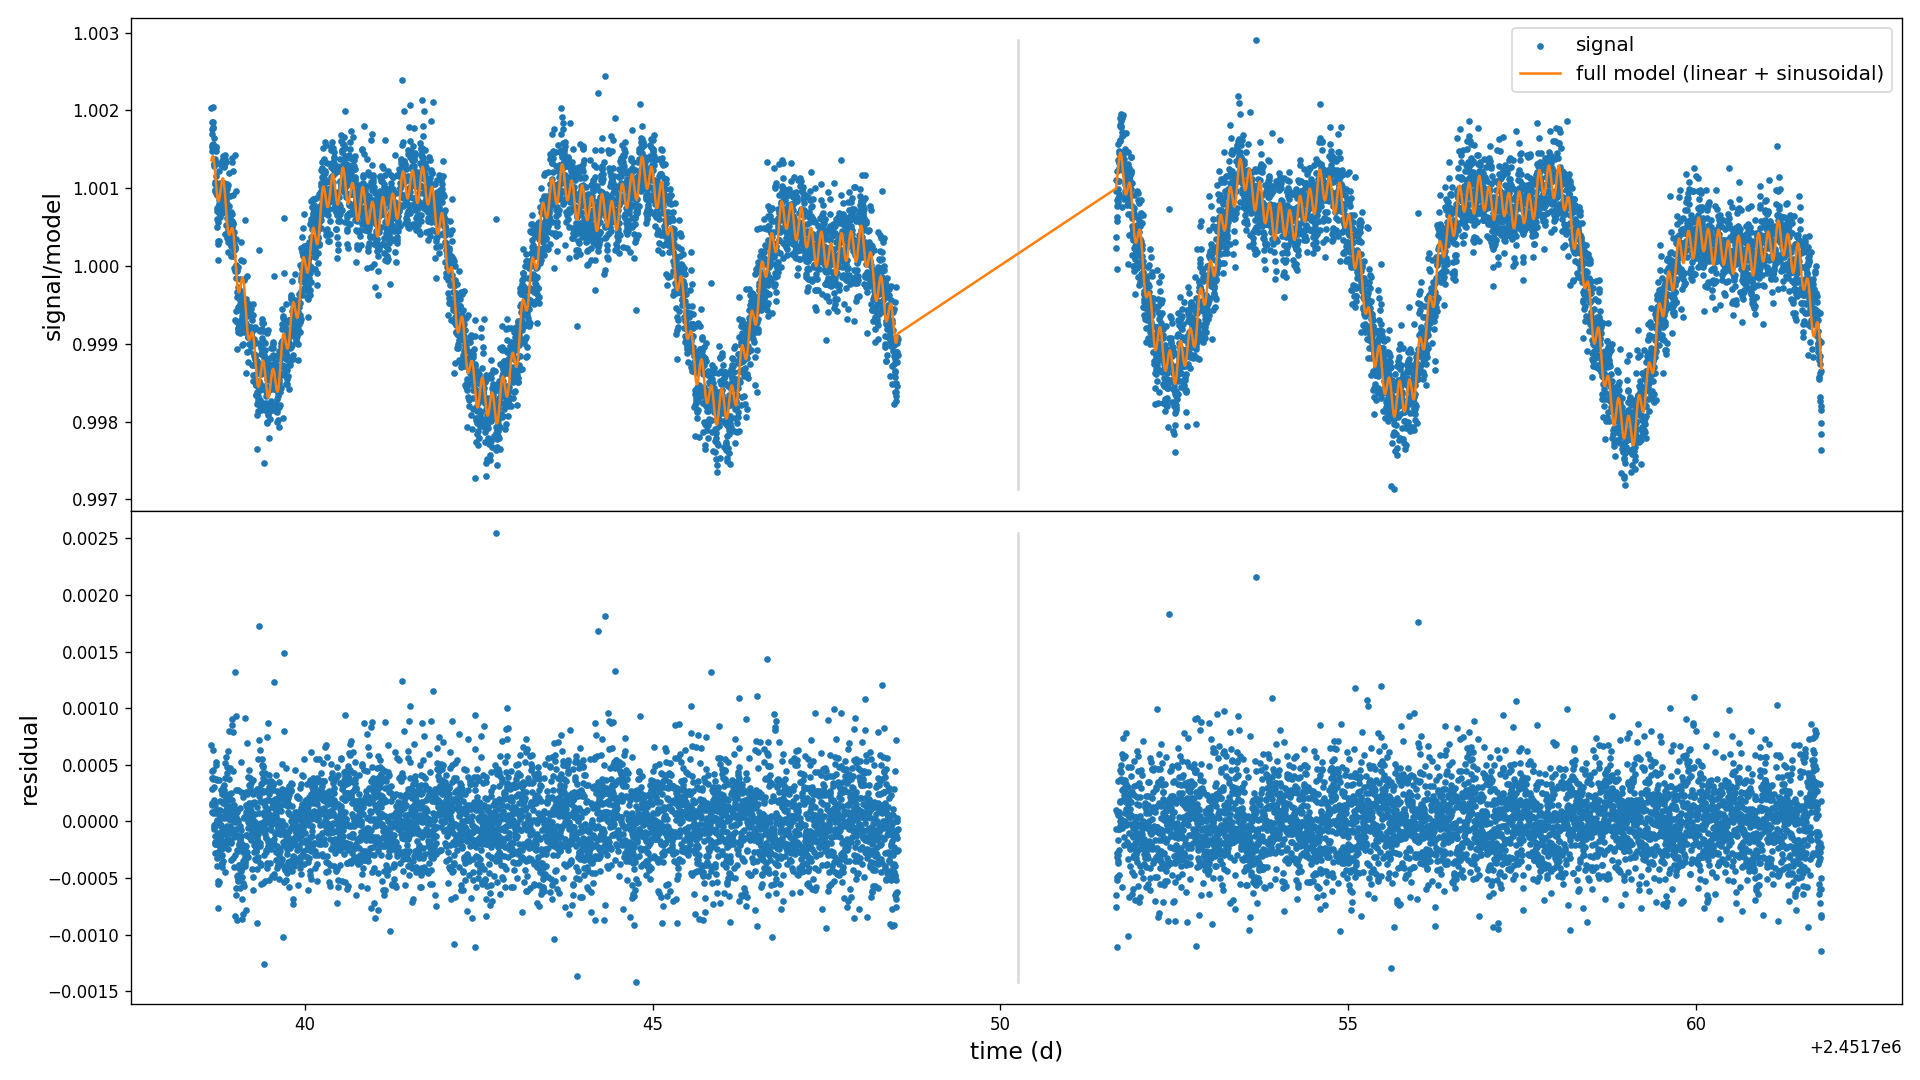 signal
full model (linear + sinusoidal)
signal/model
1.003
1.002
1.001
1.000
0.999
0.998
0.997
residual
0.0025
0.0020
0.0015
0.0010
0.0005
0.0000
−0.0005
−0.0010
−0.0015
40 45 50 55 60
time (d)
+2.4517e6